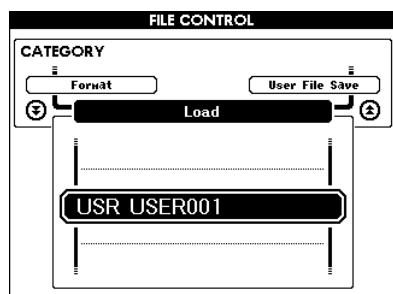 FILE CONTROL
CATEGORY
Format
User File Save
Load
USR USER001